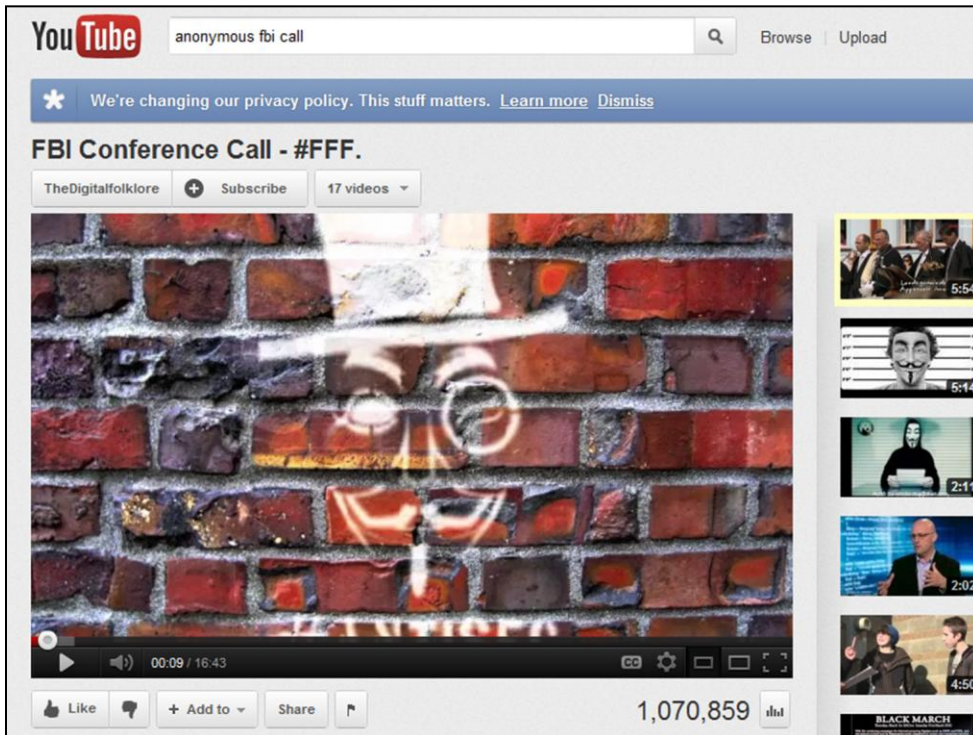 YouTube
anonymous fbi call
Browse | Upload
We're changing our privacy policy. This stuff matters. Learn more Dismiss
FBI Conference Call - #FFF.
TheDigitalfolklore
Subscribe
17 videos
5:54
5:14
2:11
2:02
00:09 / 16:43
CC
4:50
Like
Add to
Share
1,070,859
BLACK MARCH